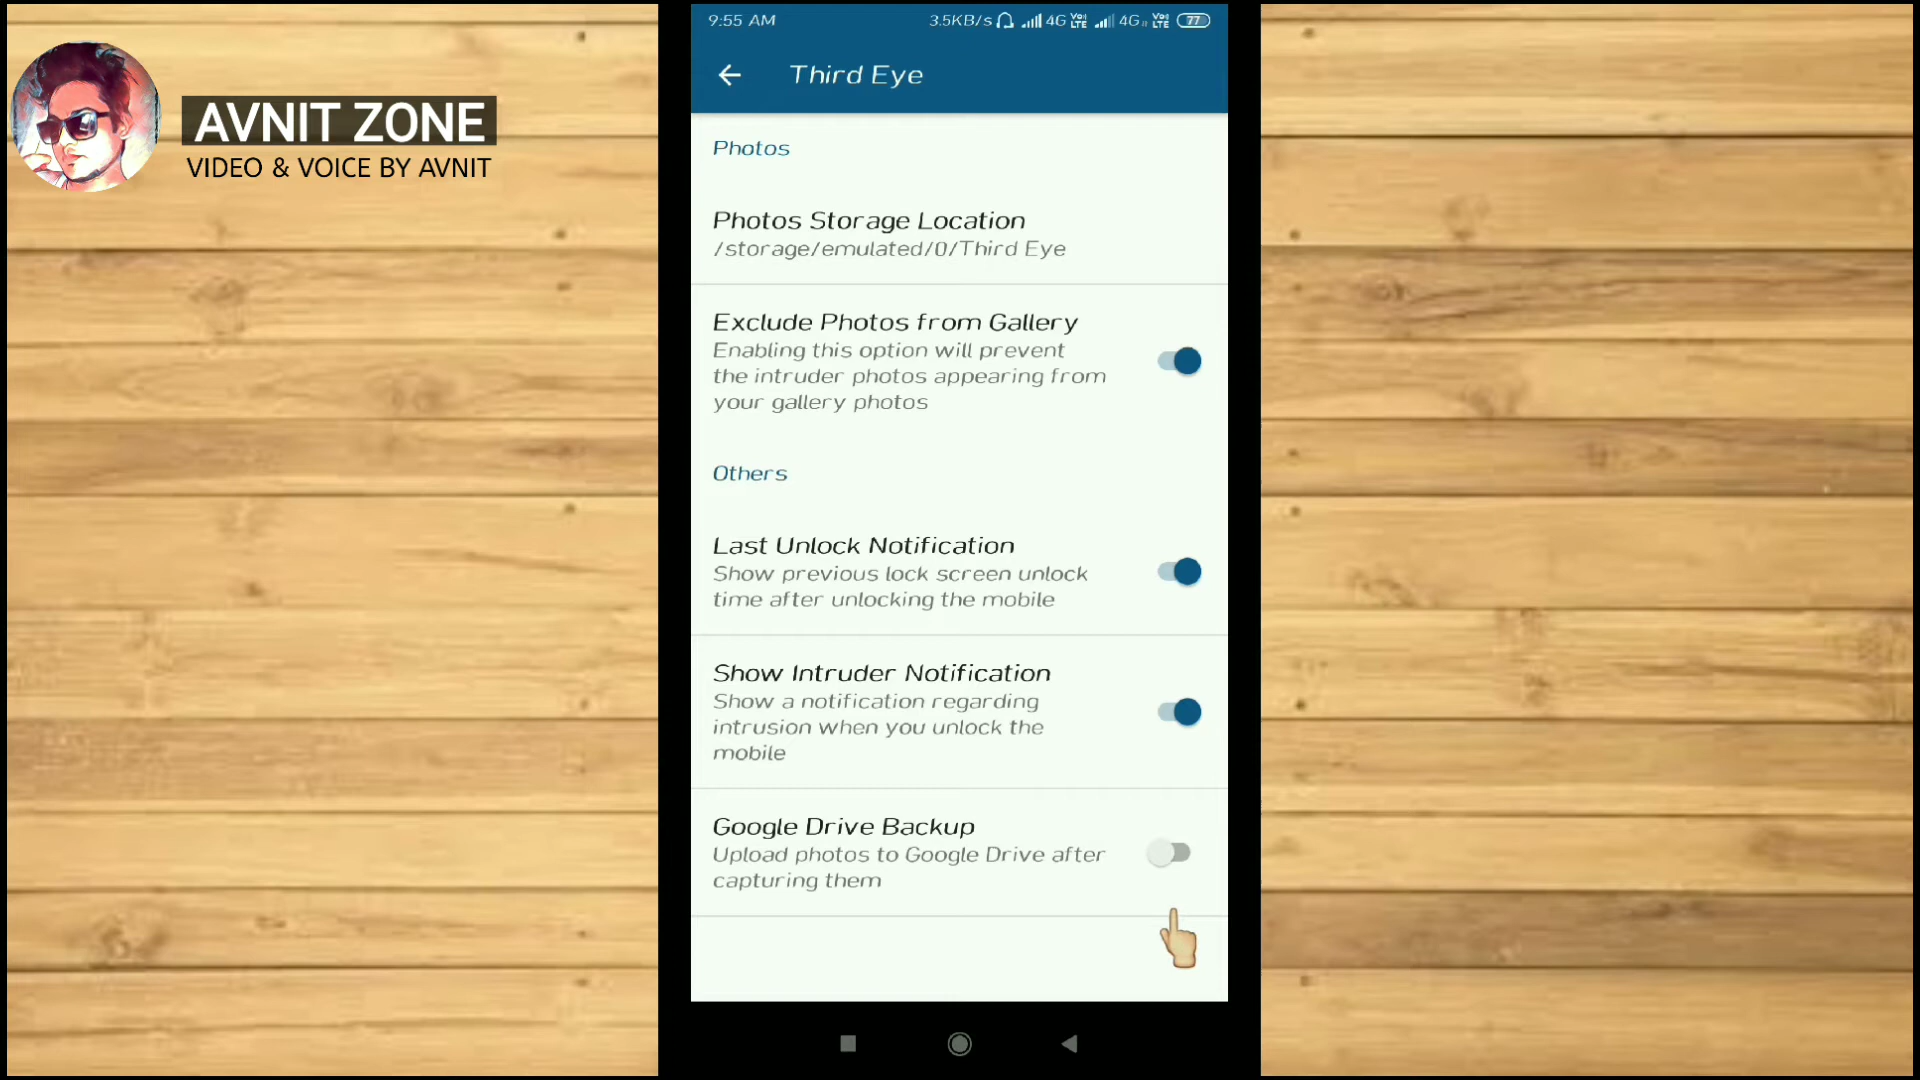 AVNIT ZONE
VIDEO & VOICE BY AVNIT
9:55 AM
3.5KB/s 4G Vo LTE 4G Vo LTE 77
Third Eye
Photos
Photos Storage Location
/storage/emulated/0/Third Eye
Exclude Photos from Gallery
Enabling this option will prevent
the intruder photos appearing from
your gallery photos
Others
Last Unlock Notification
Show previous lock screen unlock
time after unlocking the mobile
Show Intruder Notification
Show a notification regarding
intrusion when you unlock the
mobile
Google Drive Backup
Upload photos to Google Drive after
capturing them